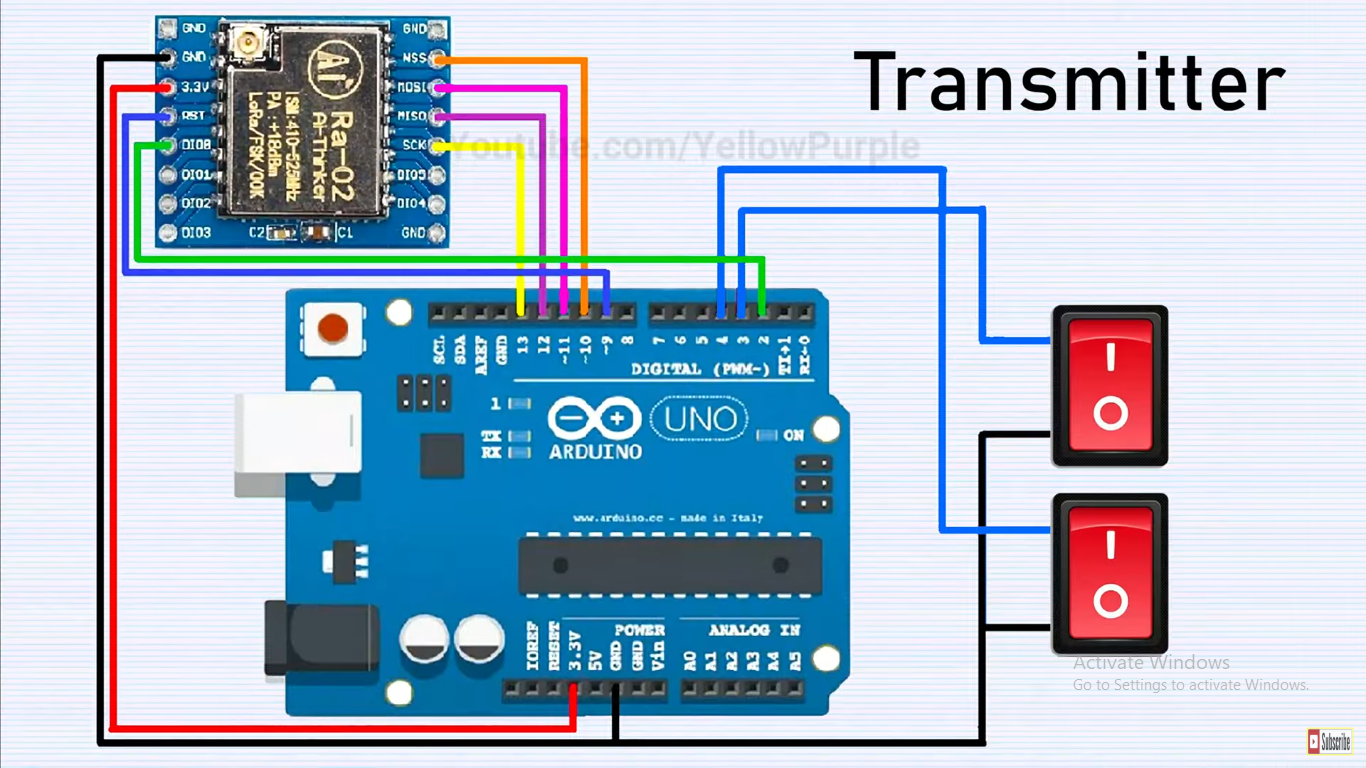 Transmitter
Youtube.com/YellowPurple
GND
GND
3.3V
RST
DIO0
DIO1
DIO2
DIO3
GND
NSS
MOSI
MISO
SCK
DIO5
DIO4
GND
C2
C1
Ai
Ra-02
Ai-Thinker
ISM:410-525MHz
PA :+18dBm
LoRa/FSK/OOK
SCL
SDA
AREF
GND
13
12
~11
~10
~9
8
7
6
5
4
3
2
TX→1
RX←0
DIGITAL (PWM~)
1
TX
RX
ARDUINO
UNO
ON
www.arduino.cc - made in Italy
POWER
ANALOG IN
IOREF
RESET
3.3V
5V
GND
GND
Vin
A0
A1
A2
A3
A4
A5
I
O
I
O
Activate Windows
Go to Settings to activate Windows.
Subscribe